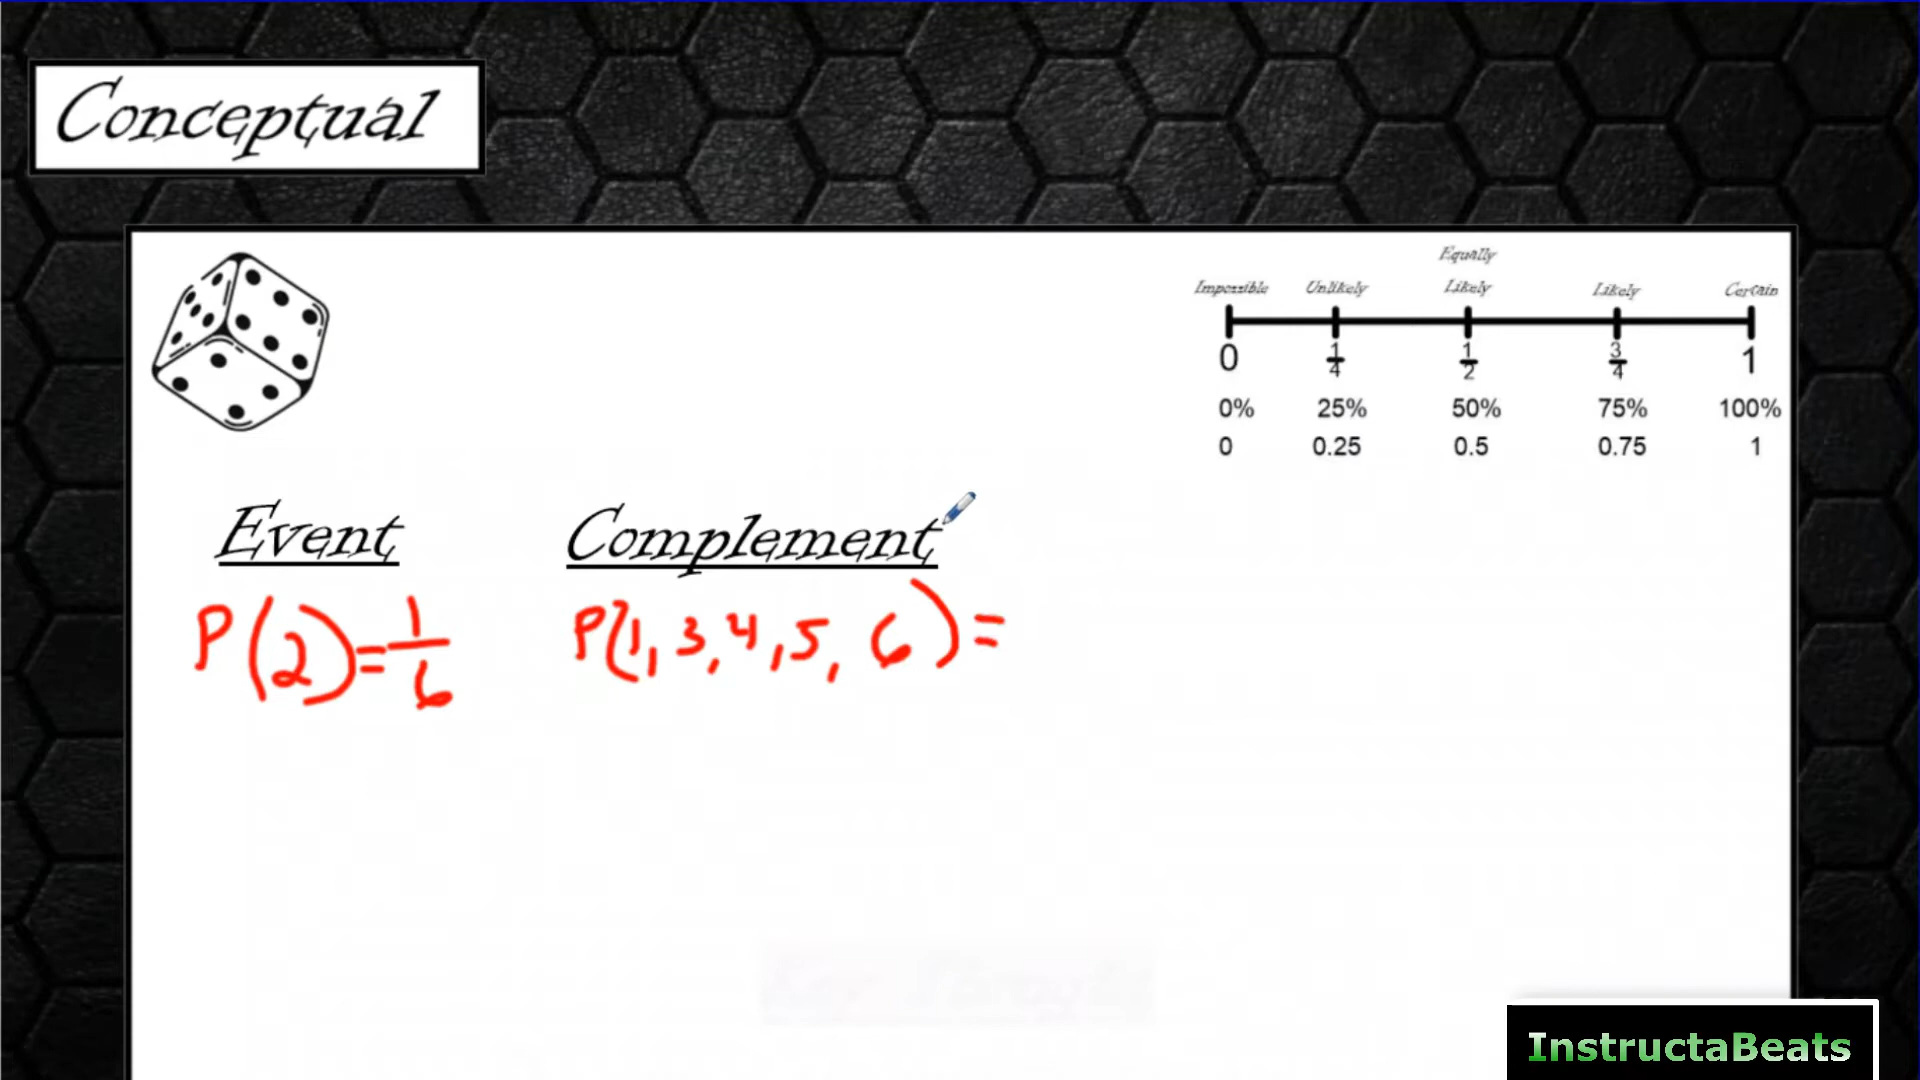 Conceptual
Equally
Impossible Unlikely Likely Likely Certain
0 1/4 1/2 3/4 1
0% 25% 50% 75% 100%
0 0.25 0.5 0.75 1
Event Complement
P(2)=1/6 P(1,3,4,5,6)=
InstructaBeats